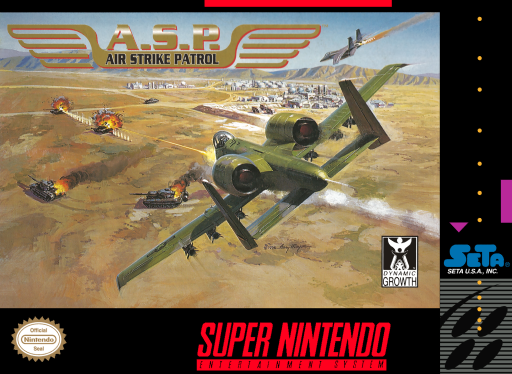 A.S.P.
AIR STRIKE PATROL
DYNAMIC
GROWTH
SETA
SETA U.S.A., INC.
Official
Nintendo
Seal
SUPER NINTENDO
ENTERTAINMENT SYSTEM